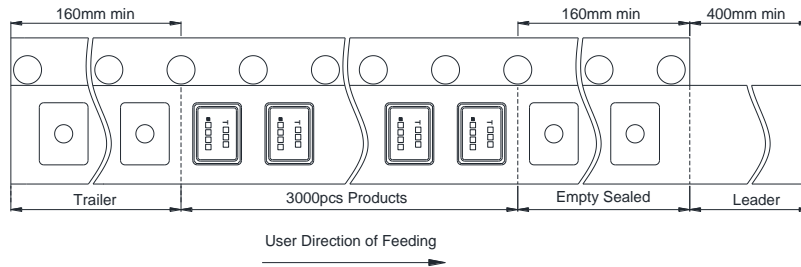 160mm min
160mm min
400mm min
T□□□
■□□□□
T□□□
■□□□□
T□□□
■□□□□
T□□□
■□□□□
Trailer
3000pcs Products
Empty Sealed
Leader
User Direction of Feeding